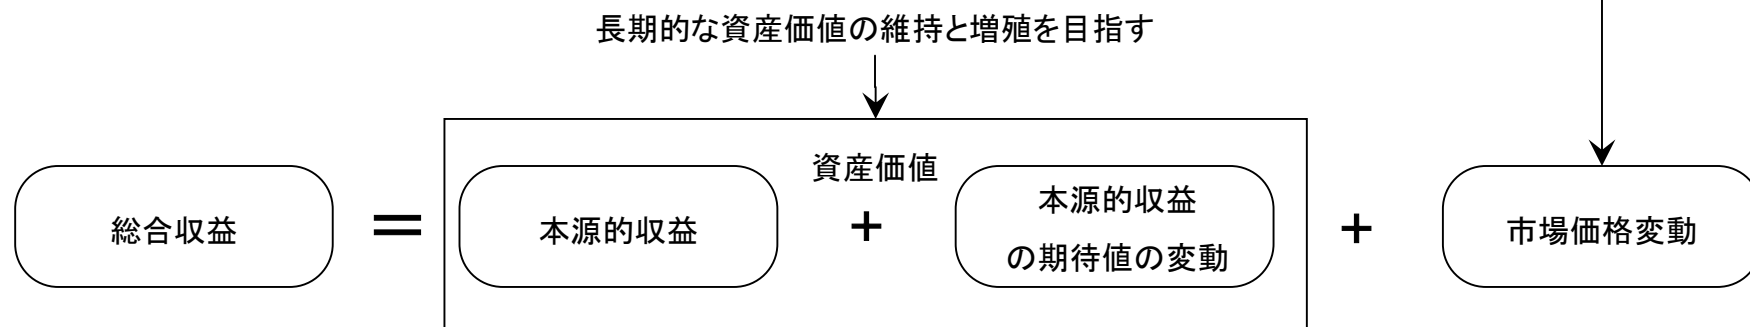 長期的な資産価値の維持と増殖を目指す
資産価値
総合収益
＝
本源的収益
+
本源的収益
の期待値の変動
+
市場価格変動